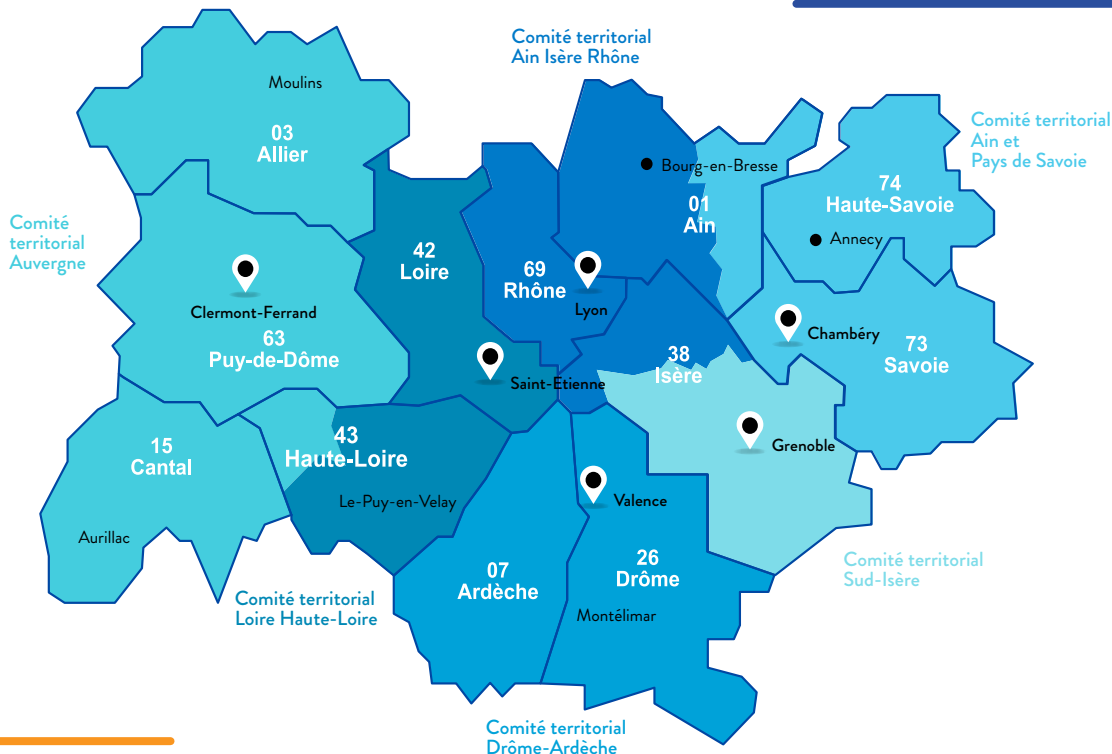 Comité territorial
Ain Isère Rhône
Moulins
03
Allier
Comité territorial
Ain et
Pays de Savoie
Bourg-en-Bresse
74
Haute-Savoie
01
Ain
Comité
territorial
Auvergne
Annecy
42
Loire
69
Rhône
Clermont-Ferrand
Lyon
63
Puy-de-Dôme
Chambéry
73
Savoie
38
Isère
Saint-Etienne
15
Cantal
43
Haute-Loire
Grenoble
Le-Puy-en-Velay
Valence
Aurillac
Comité territorial
Sud-Isère
07
Ardèche
26
Drôme
Comité territorial
Loire Haute-Loire
Montélimar
Comité territorial
Drôme-Ardèche